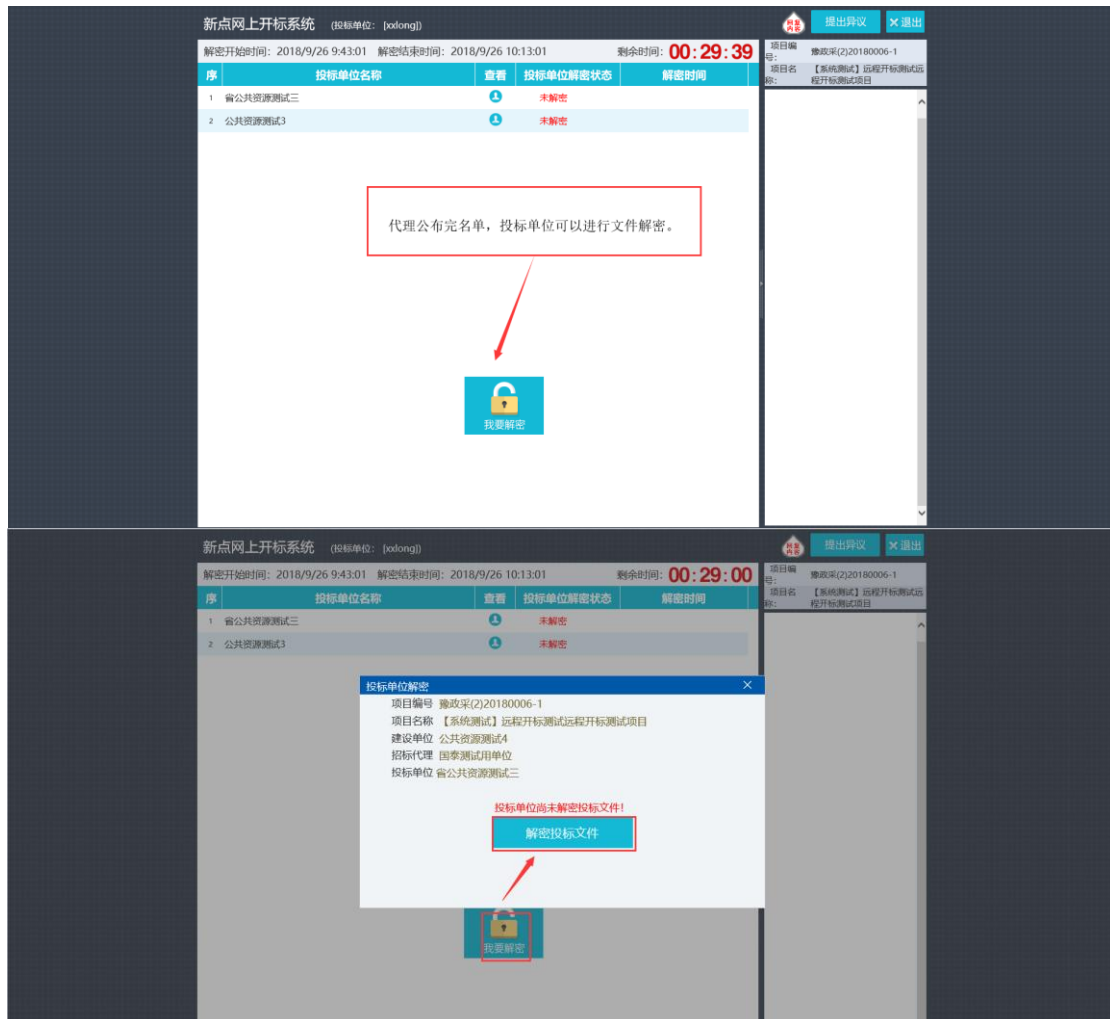 新点网上开标系统 (投标单位: [xxlong]) 回复内容 提出异议 ×退出
解密开始时间: 2018/9/26 9:43:01 解密结束时间: 2018/9/26 10:13:01 剩余时间: 00:29:39
项目编号: 豫政采(2)20180006-1
项目名称: 【系统测试】远程开标测试远程开标测试项目
序 投标单位名称 查看 投标单位解密状态 解密时间
1 省公共资源测试三 未解密
2 公共资源测试3 未解密
代理公布完名单，投标单位可以进行文件解密。
我要解密
新点网上开标系统 (投标单位: [xxlong]) 回复内容 提出异议 ×退出
解密开始时间: 2018/9/26 9:43:01 解密结束时间: 2018/9/26 10:13:01 剩余时间: 00:29:00
项目编号: 豫政采(2)20180006-1
项目名称: 【系统测试】远程开标测试远程开标测试项目
序 投标单位名称 查看 投标单位解密状态 解密时间
1 省公共资源测试三 未解密
2 公共资源测试3 未解密
投标单位解密 ×
项目编号 豫政采(2)20180006-1
项目名称 【系统测试】远程开标测试远程开标测试项目
建设单位 公共资源测试4
招标代理 国泰测试用单位
投标单位 省公共资源测试三
投标单位尚未解密投标文件!
解密投标文件
我要解密